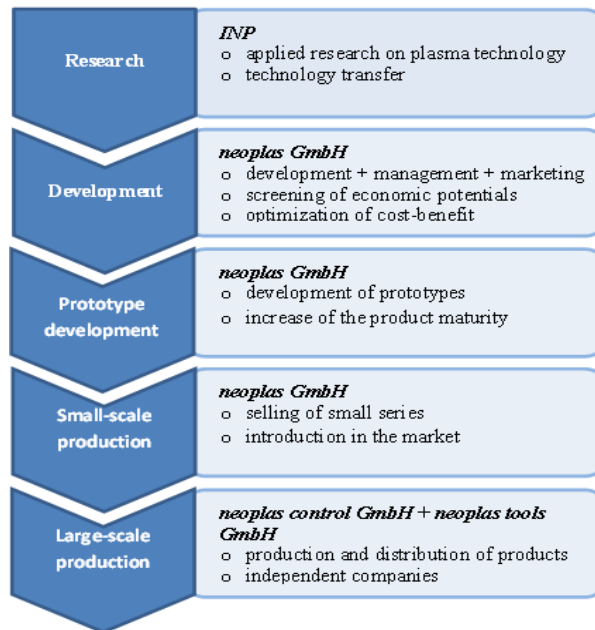 Research
INP
o applied research on plasma technology
o technology transfer
Development
neoplas GmbH
o development + management + marketing
o screening of economic potentials
o optimization of cost-benefit
Prototype
development
neoplas GmbH
o development of prototypes
o increase of the product maturity
Small-scale
production
neoplas GmbH
o selling of small series
o introduction in the market
Large-scale
production
neoplas control GmbH + neoplas tools
GmbH
o production and distribution of products
o independent companies